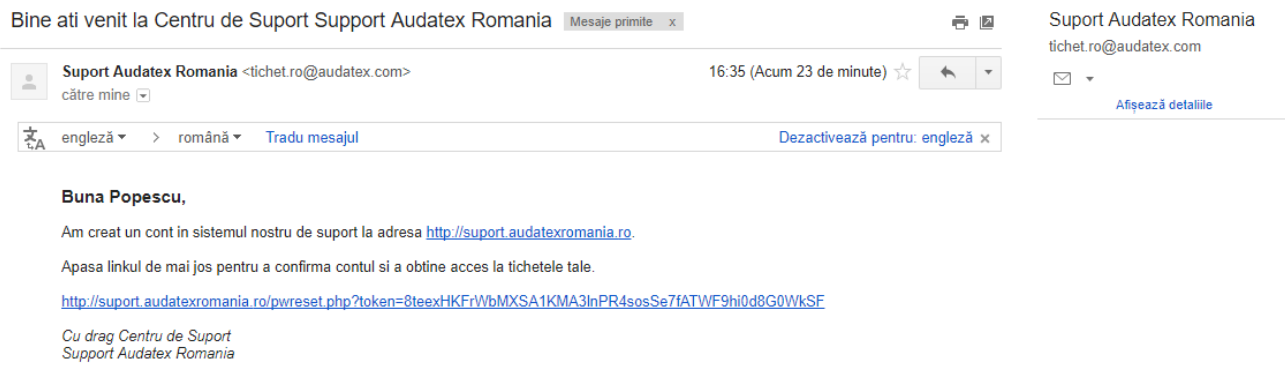 Bine ati venit la Centru de Suport Support Audatex Romania Mesaje primite x
Suport Audatex Romania <tichet.ro@audatex.com> 16:35 (Acum 23 de minute)
către mine
engleză > română Tradu mesajul Dezactivează pentru: engleză x
Buna Popescu,
Am creat un cont in sistemul nostru de suport la adresa http://suport.audatexromania.ro.
Apasa linkul de mai jos pentru a confirma contul si a obtine acces la tichetele tale.
http://suport.audatexromania.ro/pwreset.php?token=8teexHKFrWbMXSA1KMA3lnPR4sosSe7fATWF9hi0d8G0WkSF
Cu drag Centru de Suport
Support Audatex Romania
Suport Audatex Romania
tichet.ro@audatex.com
Afișează detaliile